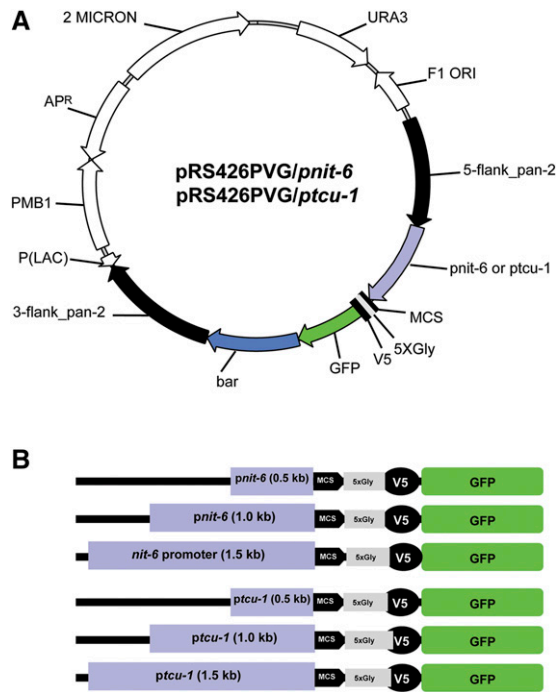 A
2 MICRON
URA3
F1 ORI
APR
pRS426PVG/pnit-6
pRS426PVG/ptcu-1
5-flank_pan-2
PMB1
P(LAC)
pnit-6 or ptcu-1
3-flank_pan-2
MCS
5XGly
V5
GFP
bar
B
pnit-6 (0.5 kb) MCS 5xGly V5 GFP
pnit-6 (1.0 kb) MCS 5xGly V5 GFP
nit-6 promoter (1.5 kb) MCS 5xGly V5 GFP
ptcu-1 (0.5 kb) MCS 5xGly V5 GFP
ptcu-1 (1.0 kb) MCS 5xGly V5 GFP
ptcu-1 (1.5 kb) MCS 5xGly V5 GFP